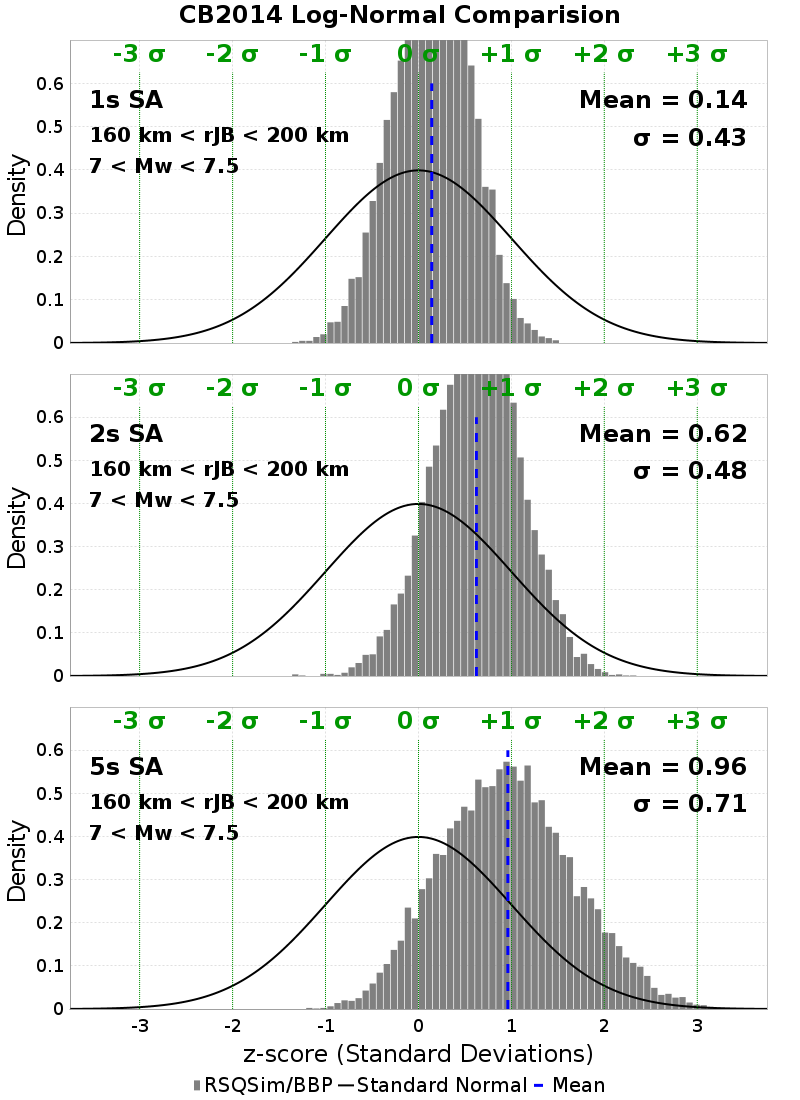 CB2014 Log-Normal Comparision
-3 σ -2 σ -1 σ 0 σ +1 σ +2 σ +3 σ
0.6
1s SA
Mean = 0.14
0.5
160 km < rJB < 200 km
σ = 0.43
7 < Mw < 7.5
0.4
Density
0.3
0.2
0.1
0
-3 σ -2 σ -1 σ 0 σ +1 σ +2 σ +3 σ
0.6
2s SA
Mean = 0.62
0.5
160 km < rJB < 200 km
σ = 0.48
7 < Mw < 7.5
0.4
Density
0.3
0.2
0.1
0
-3 σ -2 σ -1 σ 0 σ +1 σ +2 σ +3 σ
0.6
5s SA
Mean = 0.96
0.5
160 km < rJB < 200 km
σ = 0.71
7 < Mw < 7.5
0.4
Density
0.3
0.2
0.1
0
-3 -2 -1 0 1 2 3
z-score (Standard Deviations)
RSQSim/BBP Standard Normal Mean